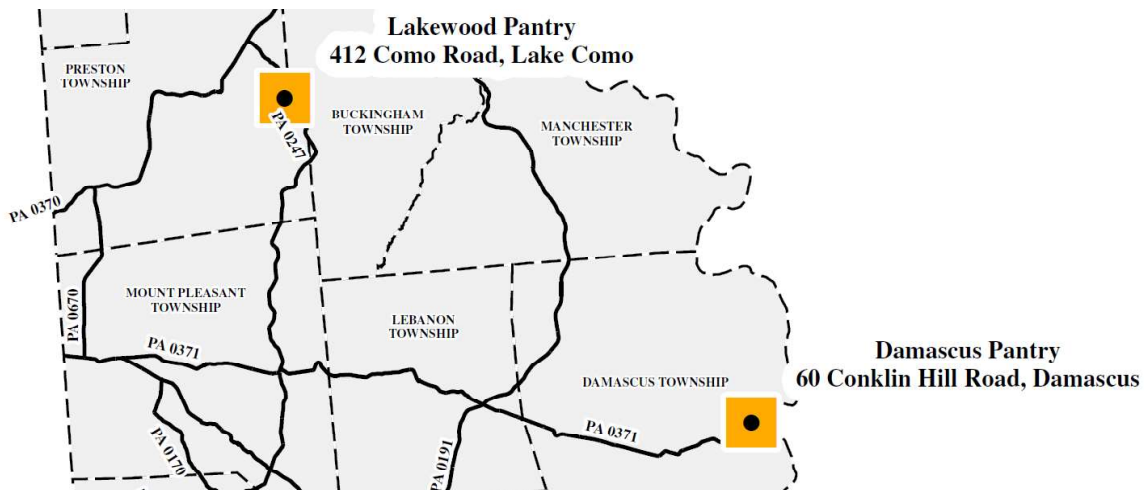 Lakewood Pantry
412 Como Road, Lake Como
PRESTON
TOWNSHIP
BUCKINGHAM
TOWNSHIP
MANCHESTER
TOWNSHIP
PA 0247
PA 0370
MOUNT PLEASANT
TOWNSHIP
PA 0670
LEBANON
TOWNSHIP
PA 0371
Damascus Pantry
60 Conklin Hill Road, Damascus
DAMASCUS TOWNSHIP
PA 0371
PA 0170
PA 0191